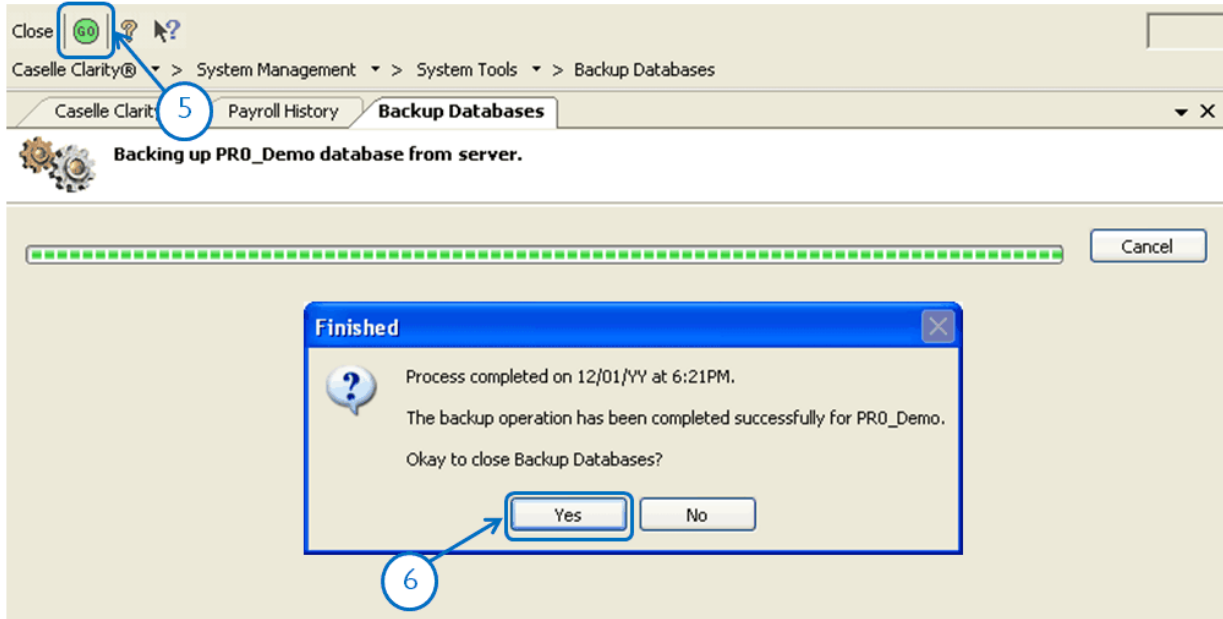 Close GO ? ?
Caselle Clarity® > System Management > System Tools > Backup Databases
5
Caselle Clarit Payroll History Backup Databases X
Backing up PR0_Demo database from server.
Cancel
Finished
? Process completed on 12/01/YY at 6:21PM.
The backup operation has been completed successfully for PR0_Demo.
Okay to close Backup Databases?
Yes No
6